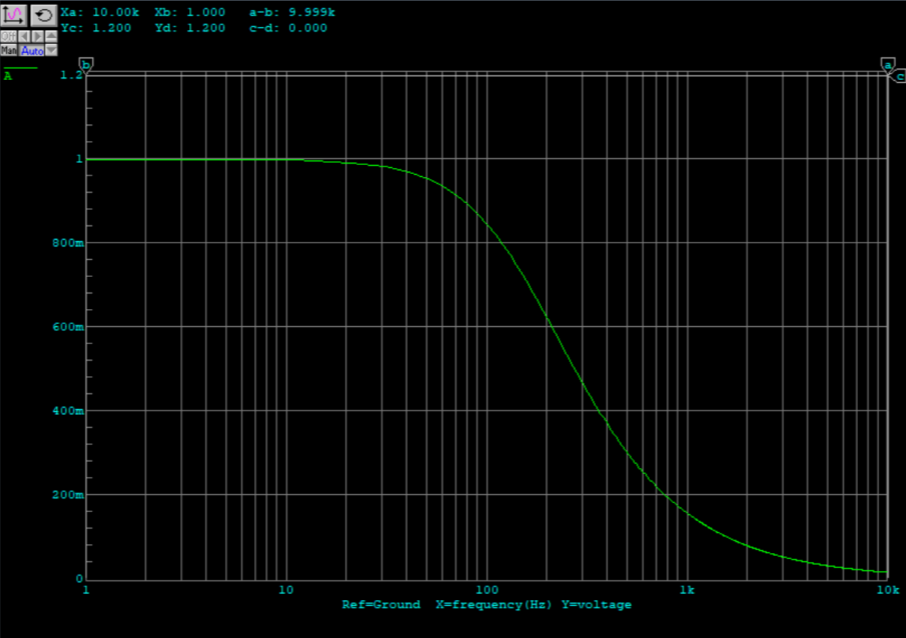 Xa: 10.00k Xb: 1.000 a-b: 9.999k
Yc: 1.200 Yd: 1.200 c-d: 0.000
Off
Man Auto
A
b
a
c
1.2
1
800m
600m
400m
200m
0
1 10 100 1k 10k
Ref=Ground X=frequency(Hz) Y=voltage